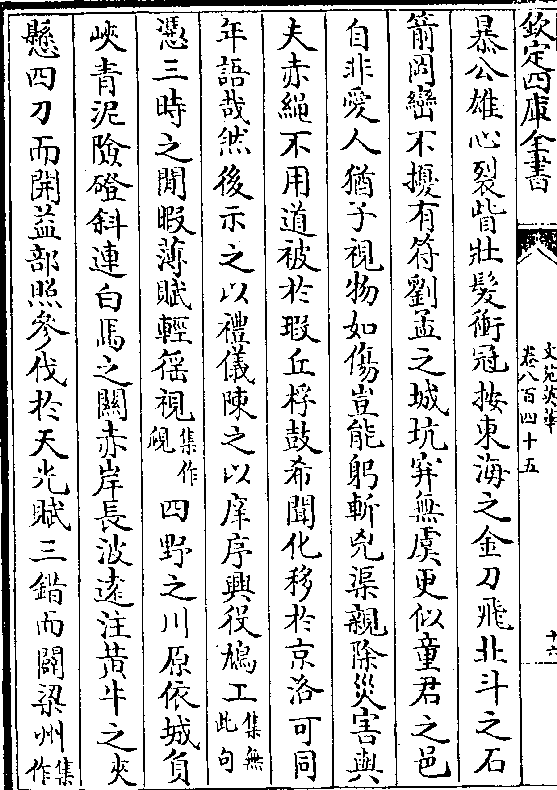 欽定四庫全書
文苑英華
卷八百四十五
十六
暴公雄心裂眥壯髮衝冠按東海之金刀飛北斗之石
箭岡巒不擾有符劉孟之城坑穽無虞更似童君之邑
自非愛人猶子視物如傷豈能躬斬兇渠親除災害與
夫赤繩不用道被於瑕丘桴鼓希聞化移於京洛可同
年語哉然後示之以禮儀陳之以庠序興役鳩工集無此句
憑三時之閒暇薄賦輕徭視集作硯四野之川原依城負
峽青泥險磴斜連白馬之關赤岸長波遠注黄牛之夾
懸四刀而開益部照參伐於天光賦三錯而闢梁州集作